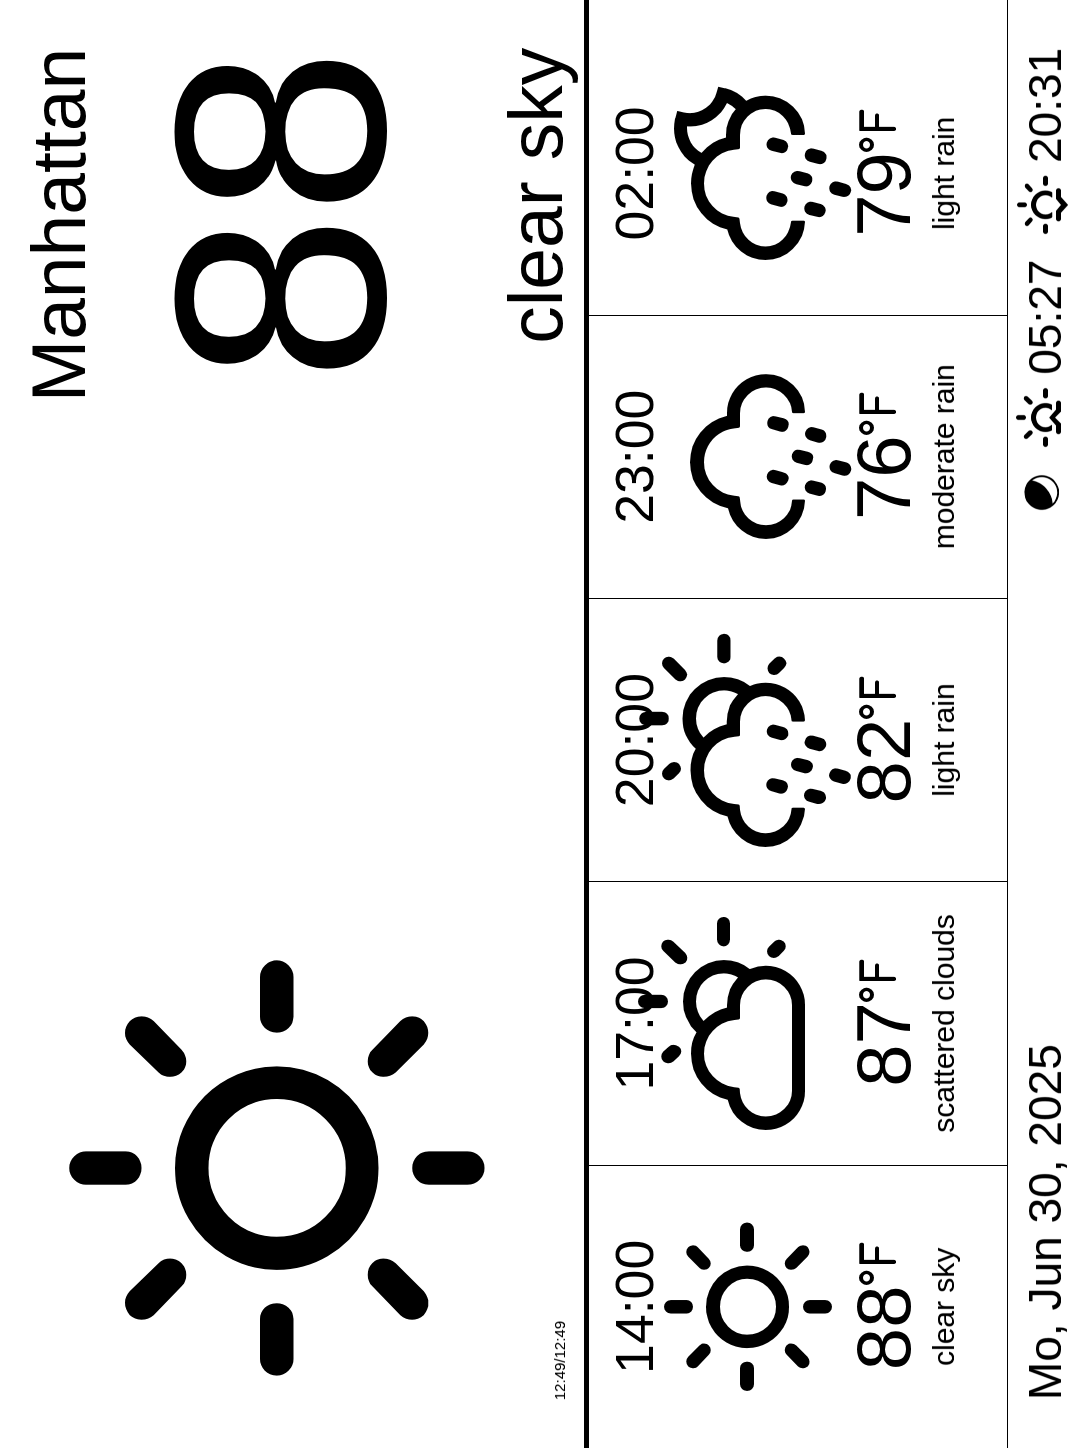 Manhattan
88
clear sky
12:49/12:49
14:00
88°F
clear sky
17:00
87°F
scattered clouds
20:00
82°F
light rain
23:00
76°F
moderate rain
02:00
79°F
light rain
Mo, Jun 30, 2025
05:27
20:31